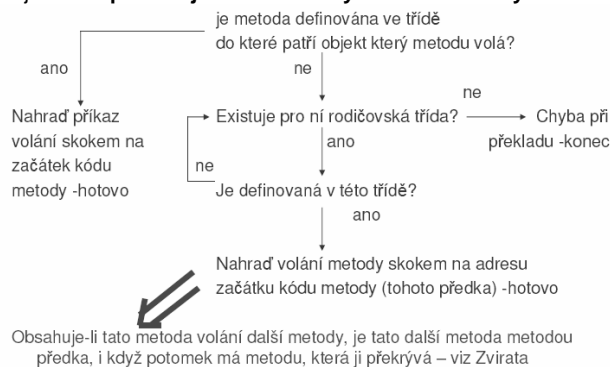 je metoda definována ve třídě
do které patří objekt který metodu volá?
ano
ne
ne
Nahraď příkaz
volání skokem na
začátek kódu
metody -hotovo
Existuje pro ní rodičovská třída?
Chyba při
překladu -konec
ano
ne
Je definovaná v této třídě?
ano
Nahraď volání metody skokem na adresu
začátku kódu metody (tohoto předka) -hotovo
Obsahuje-li tato metoda volání další metody, je tato další metoda metodou
předka, i když potomek má metodu, která ji překrývá – viz Zvirata